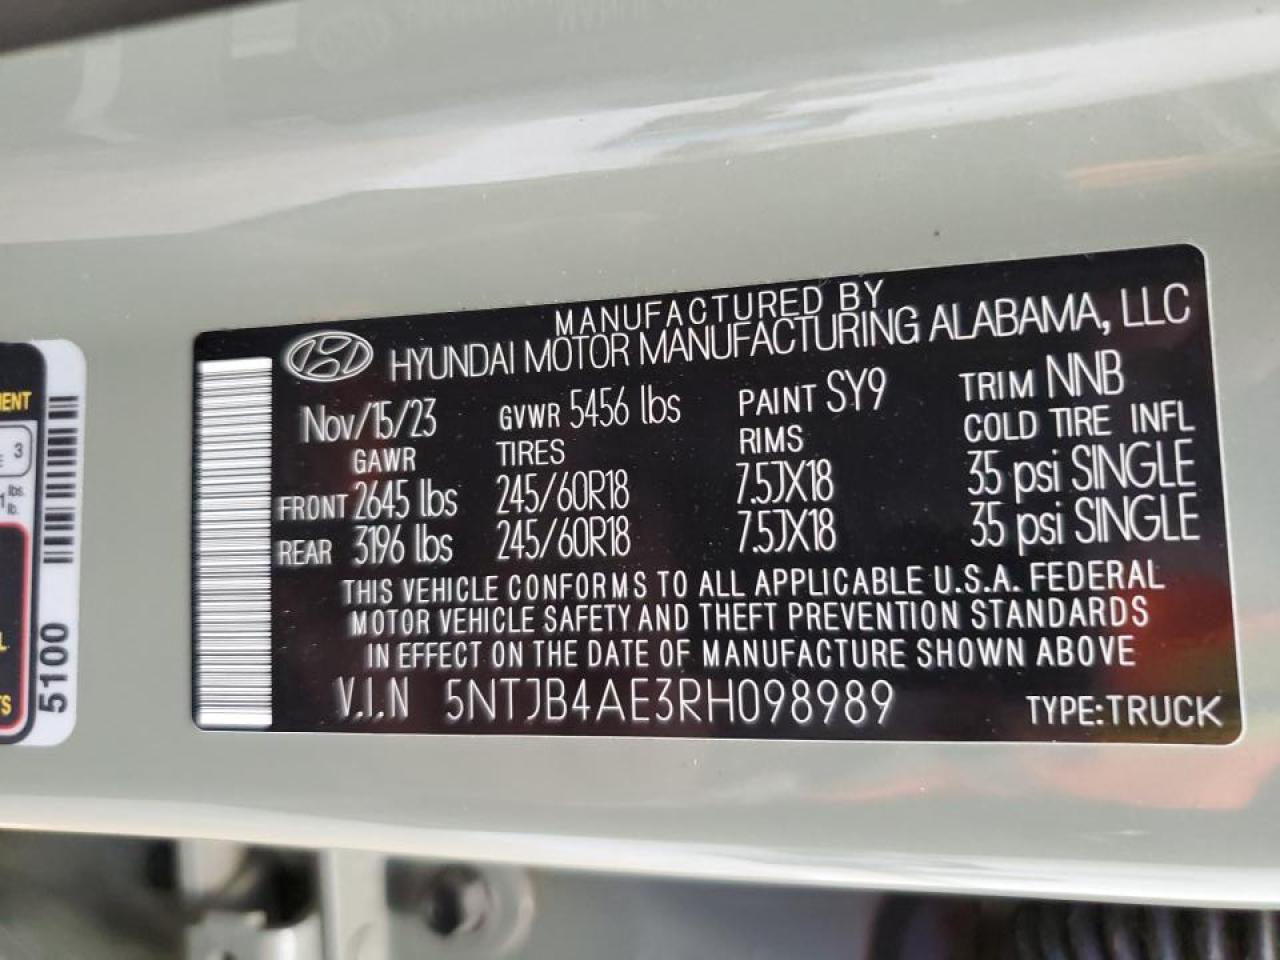 MANUFACTURED BY
HYUNDAI MOTOR MANUFACTURING ALABAMA, LLC
Nov/15/23 GVWR 5456 lbs PAINT SY9 TRIM NNB
GAWR TIRES RIMS COLD TIRE INFL
FRONT 2645 lbs 245/60R18 7.5JX18 35 psi SINGLE
REAR 3196 lbs 245/60R18 7.5JX18 35 psi SINGLE
THIS VEHICLE CONFORMS TO ALL APPLICABLE U.S.A. FEDERAL
MOTOR VEHICLE SAFETY AND THEFT PREVENTION STANDARDS
IN EFFECT ON THE DATE OF MANUFACTURE SHOWN ABOVE
V.I.N 5NTJB4AE3RH098989 TYPE:TRUCK
3
lbs.
lb.
5100